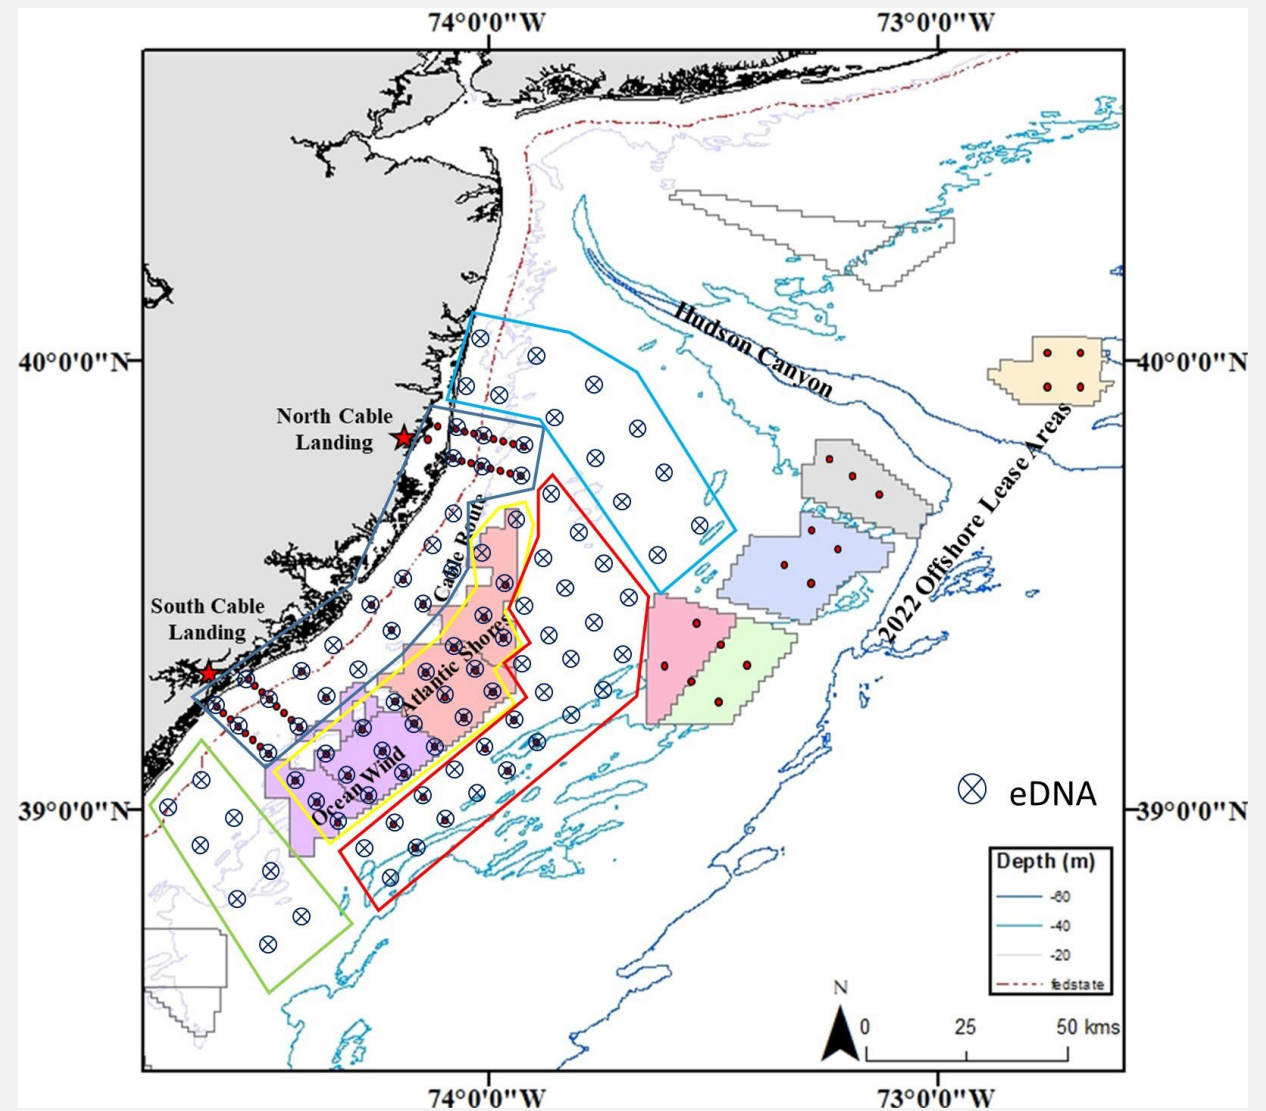 74°0'0"W
73°0'0"W
Hudson Canyon
40°0'0"N
40°0'0"N
North Cable
Landing
2022 Offshore Lease Areas
Cable Route
South Cable
Landing
Atlantic Shores
Ocean Wind
eDNA
39°0'0"N
39°0'0"N
Depth (m)
-60
-40
-20
fedstate
N
0 25 50 kms
74°0'0"W
73°0'0"W